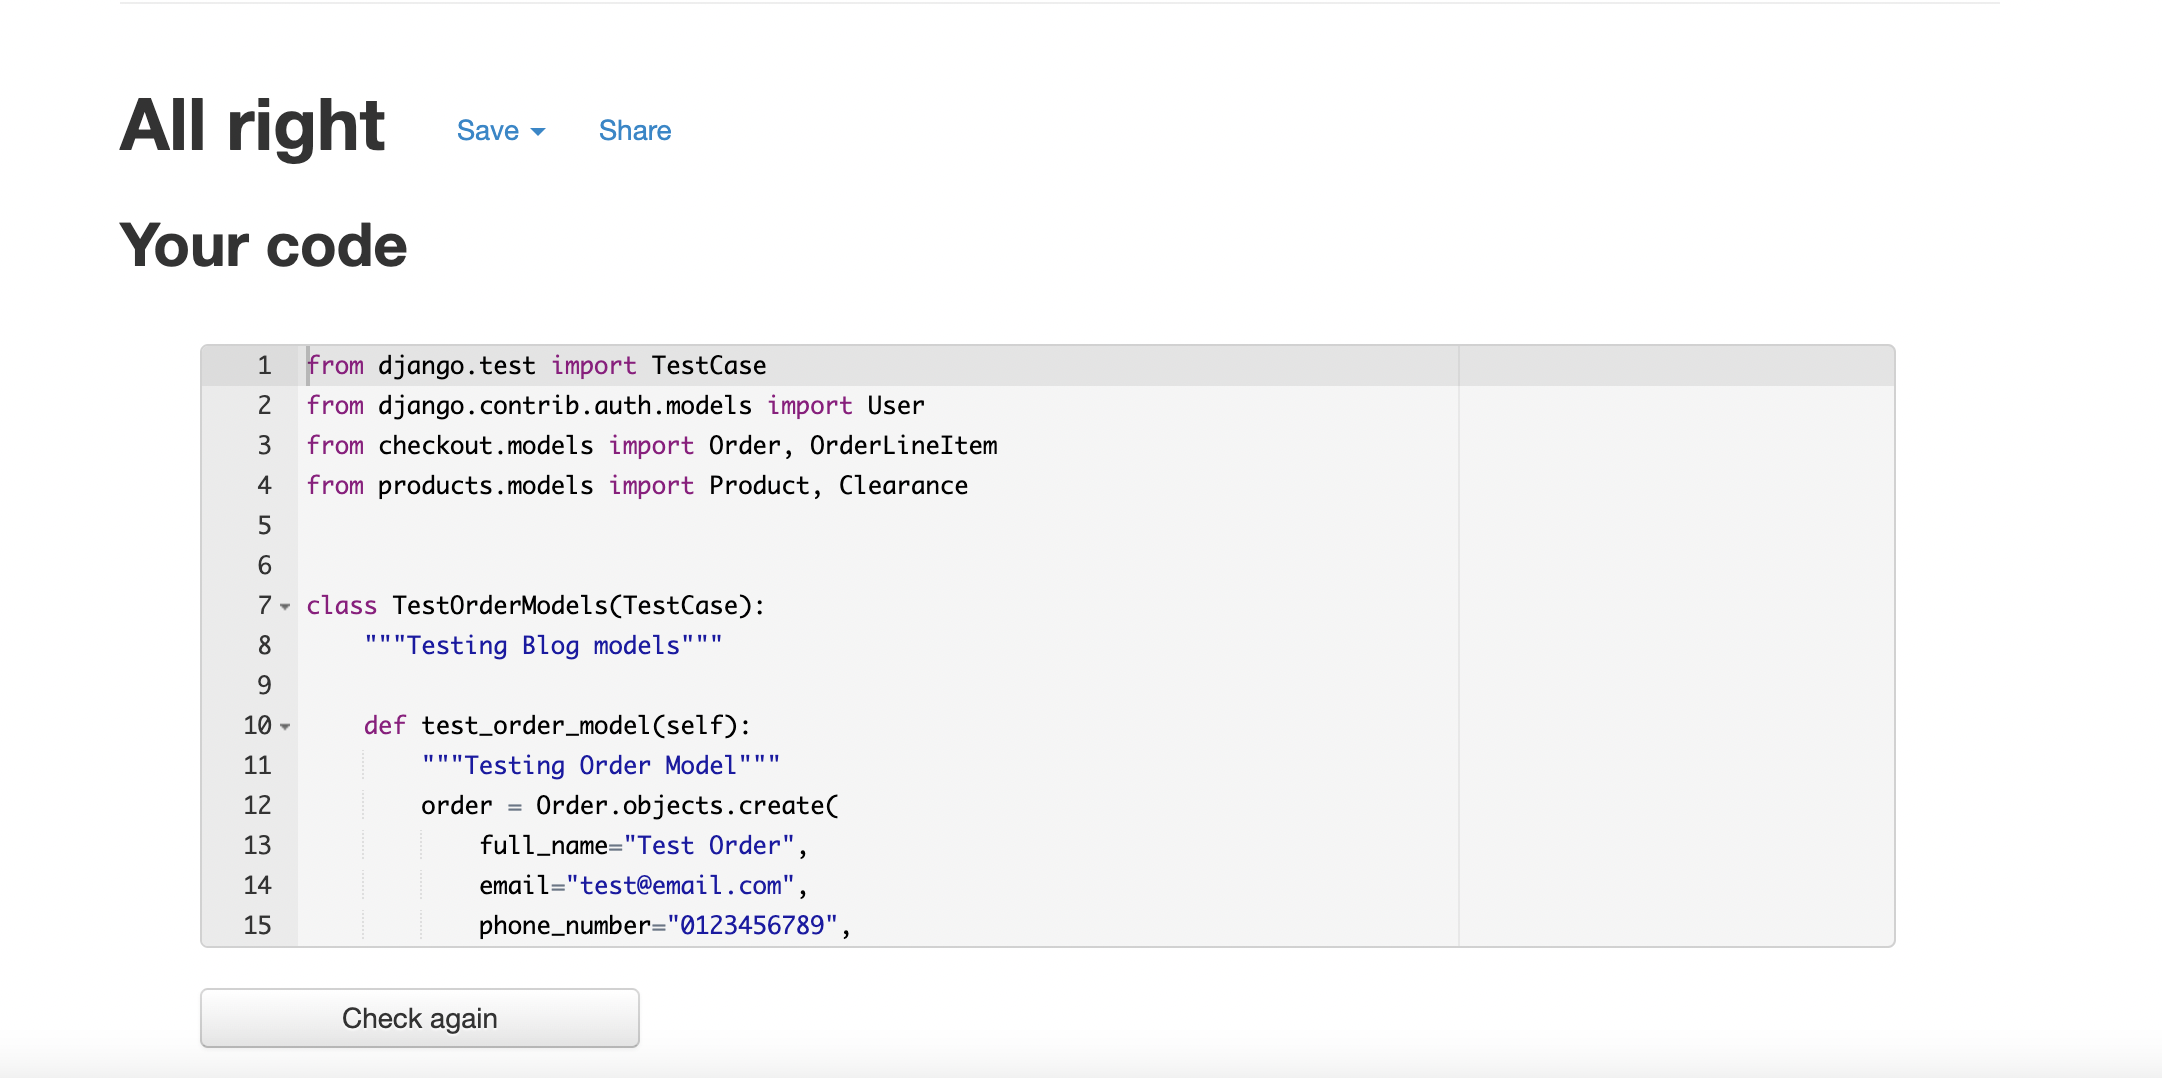 All right
Save
Share
Your code
1 from django.test import TestCase
2 from django.contrib.auth.models import User
3 from checkout.models import Order, OrderLineItem
4 from products.models import Product, Clearance
5
6
7 class TestOrderModels(TestCase):
8     """Testing Blog models"""
9
10     def test_order_model(self):
11         """Testing Order Model"""
12         order = Order.objects.create(
13             full_name="Test Order",
14             email="test@email.com",
15             phone_number="0123456789",
Check again